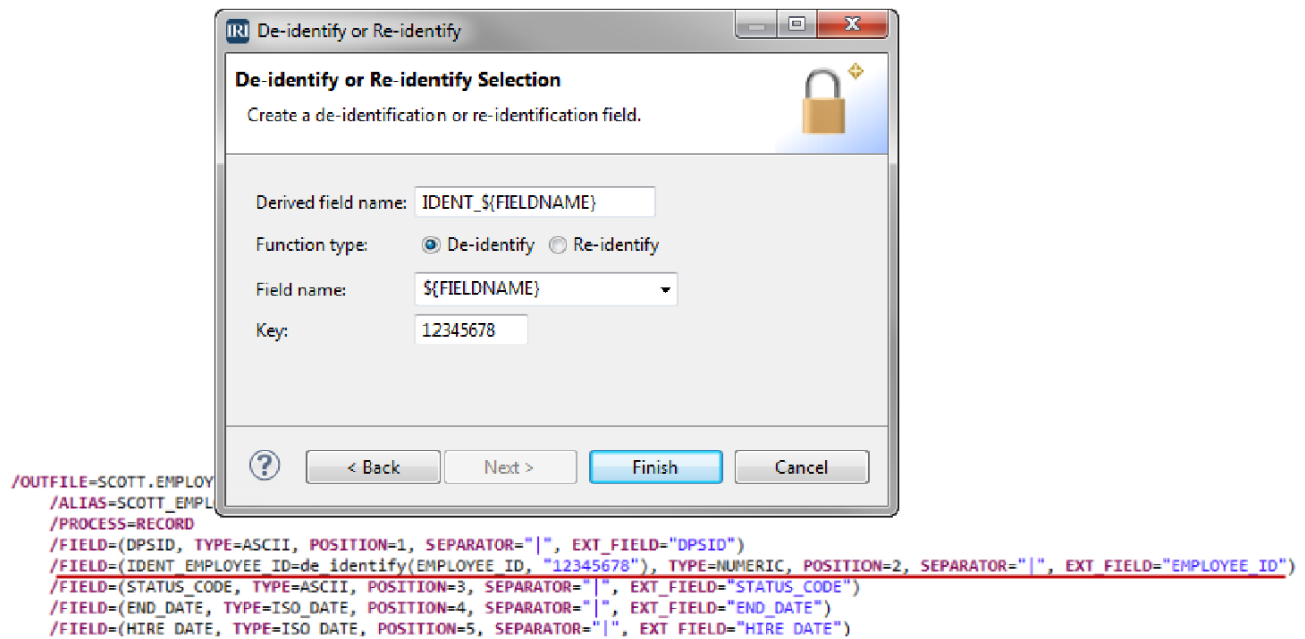 IRI De-identify or Re-identify
X
De-identify or Re-identify Selection
Create a de-identification or re-identification field.
Derived field name: IDENT_${FIELDNAME}
Function type: De-identify Re-identify
Field name: ${FIELDNAME}
Key: 12345678
? < Back Next > Finish Cancel
/OUTFILE=SCOTT.EMPLOY
/ALIAS=SCOTT_EMPL
/PROCESS=RECORD
/FIELD=(DPSID, TYPE=ASCII, POSITION=1, SEPARATOR="|", EXT_FIELD="DPSID")
/FIELD=(IDENT_EMPLOYEE_ID=de_identify(EMPLOYEE_ID, "12345678"), TYPE=NUMERIC, POSITION=2, SEPARATOR="|", EXT_FIELD="EMPLOYEE_ID")
/FIELD=(STATUS_CODE, TYPE=ASCII, POSITION=3, SEPARATOR="|", EXT_FIELD="STATUS_CODE")
/FIELD=(END_DATE, TYPE=ISO_DATE, POSITION=4, SEPARATOR="|", EXT_FIELD="END_DATE")
/FIELD=(HIRE_DATE, TYPE=ISO_DATE, POSITION=5, SEPARATOR="|", EXT_FIELD="HIRE_DATE")